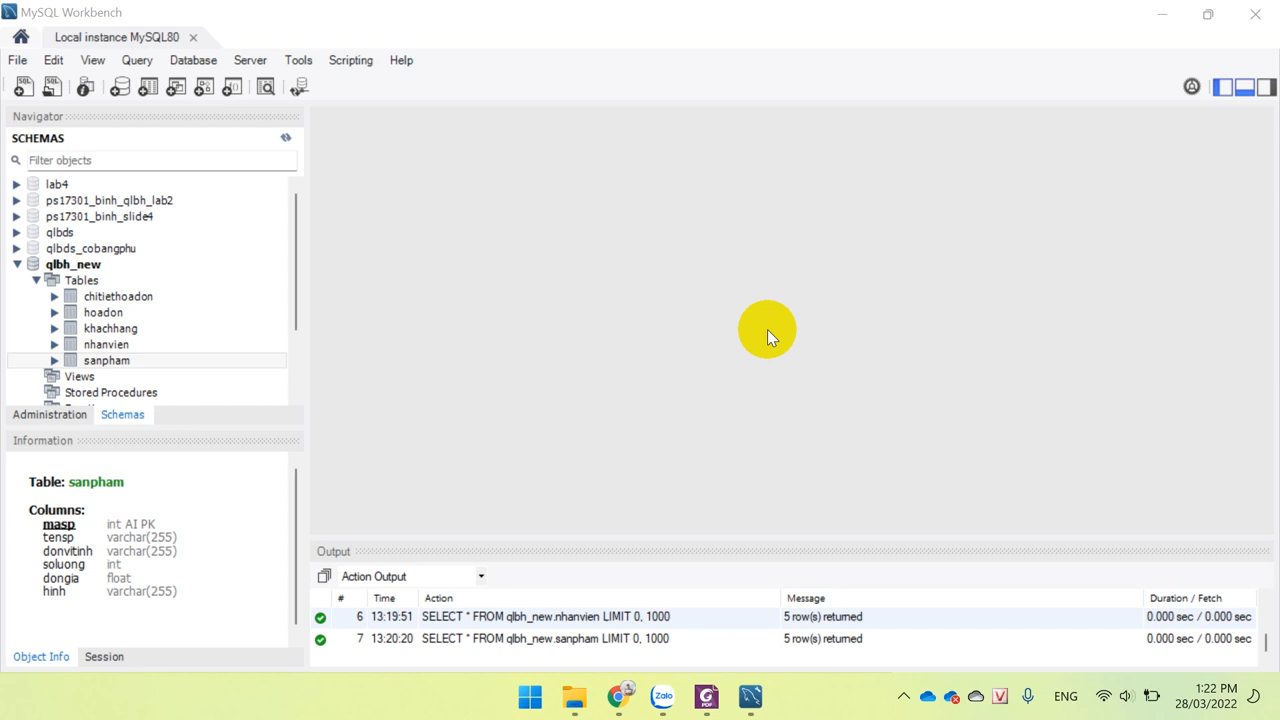 MySQL Workbench
Local instance MySQL80
File Edit View Query Database Server Tools Scripting Help
Navigator
SCHEMAS
Filter objects
lab4
ps17301_binh_qlbh_lab2
ps17301_binh_slide4
qlbds
qlbds_cobangphu
qlbh_new
Tables
chitiethoadon
hoadon
khachhang
nhanvien
sanpham
Views
Stored Procedures
Administration Schemas
Information
Table: sanpham
Columns:
masp int AI PK
tensp varchar(255)
donvitinh varchar(255)
soluong int
dongia float
hinh varchar(255)
Object Info Session
Output
Action Output
# Time Action Message Duration / Fetch
6 13:19:51 SELECT * FROM qlbh_new.nhanvien LIMIT 0, 1000 5 row(s) returned 0.000 sec / 0.000 sec
7 13:20:20 SELECT * FROM qlbh_new.sanpham LIMIT 0, 1000 5 row(s) returned 0.000 sec / 0.000 sec
Zalo
PDF
V
ENG
1:22 PM
28/03/2022